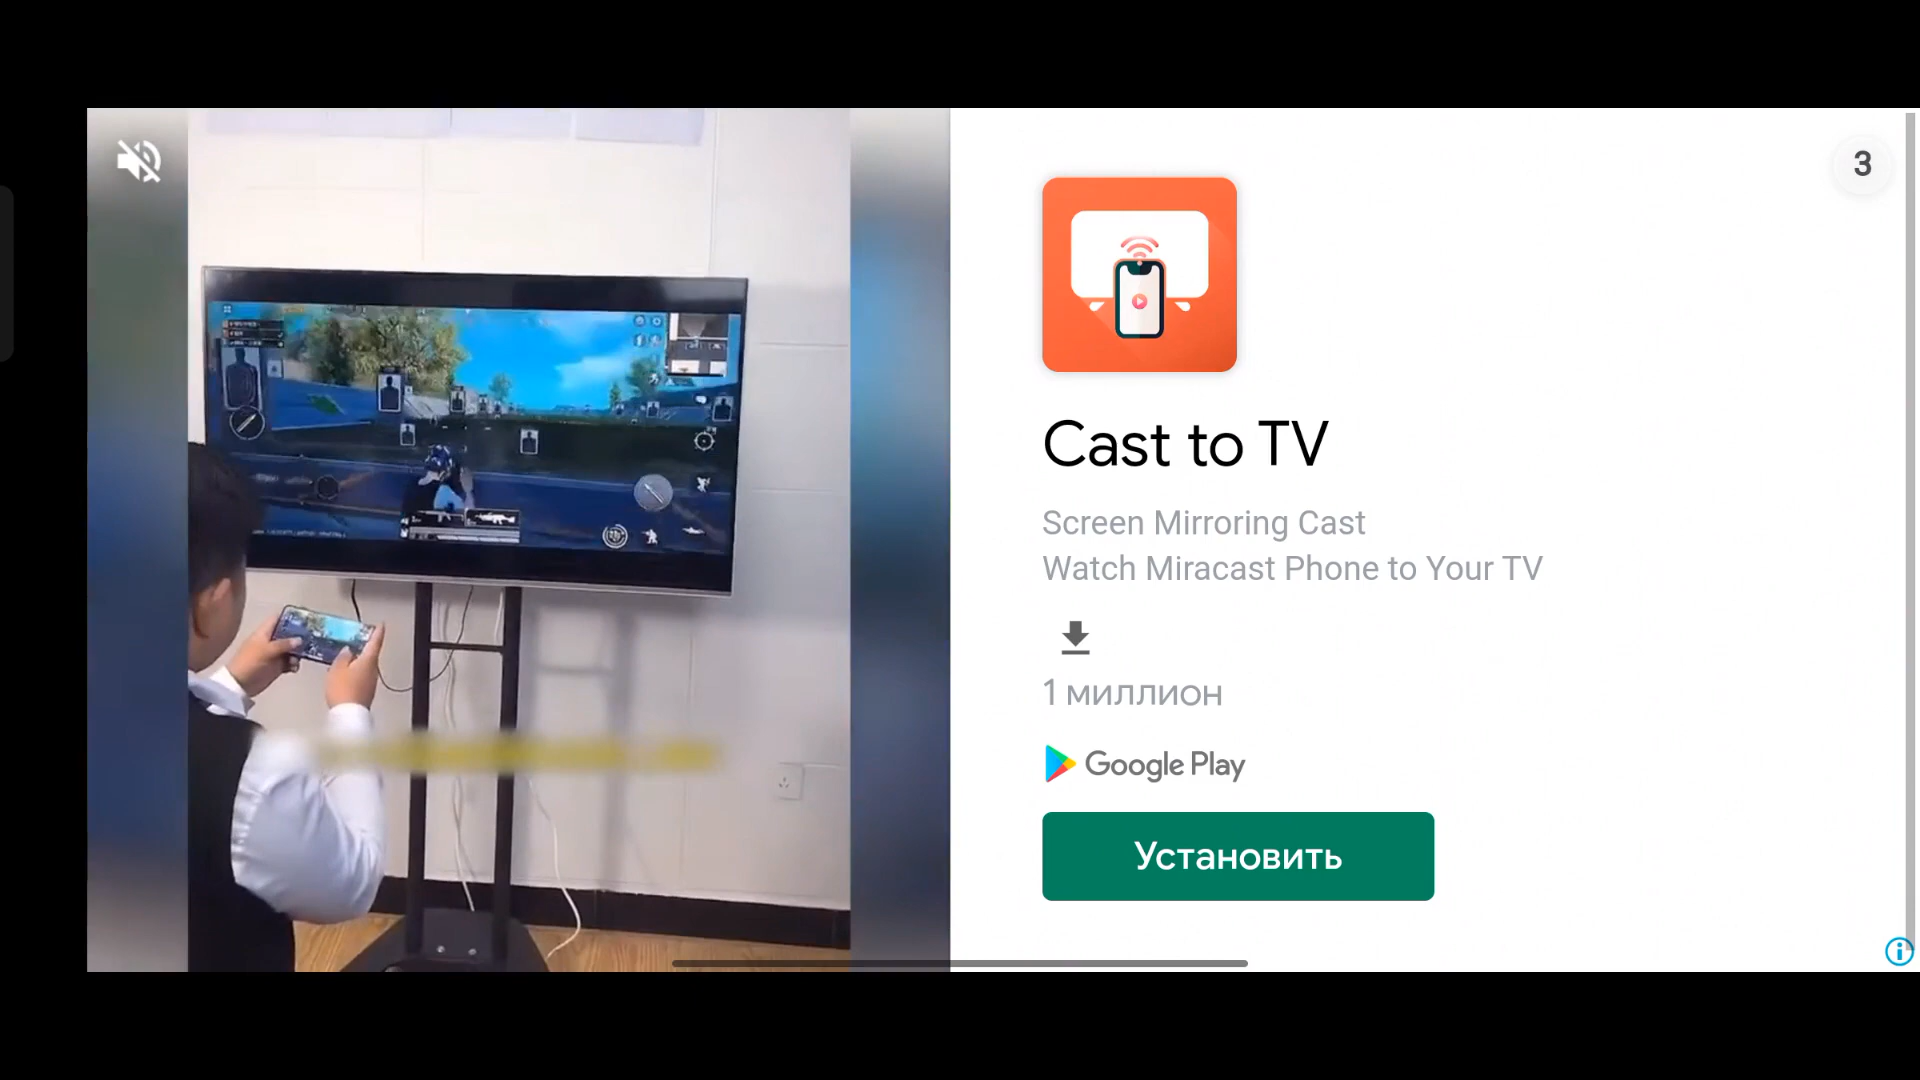 3
Cast to TV
Screen Mirroring Cast
Watch Miracast Phone to Your TV
1 миллион
Google Play
Установить